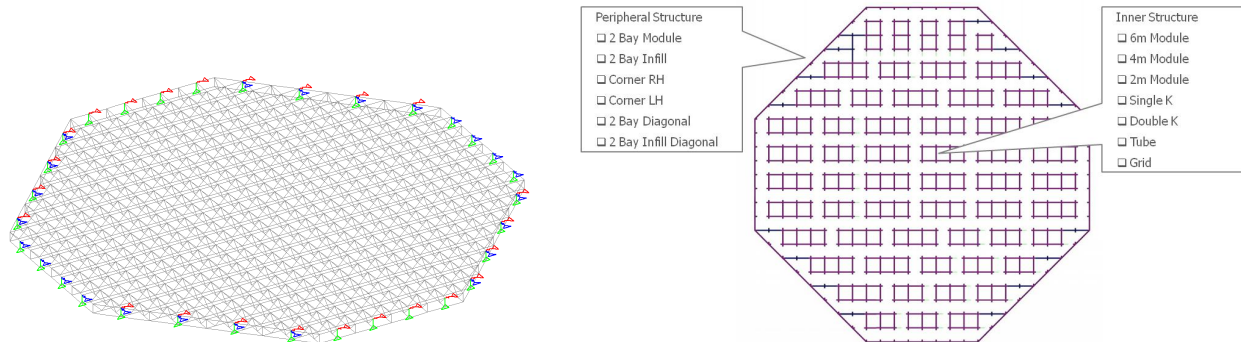 Peripheral Structure
☐ 2 Bay Module
☐ 2 Bay Infill
☐ Corner RH
☐ Corner LH
☐ 2 Bay Diagonal
☐ 2 Bay Infill Diagonal
Inner Structure
☐ 6m Module
☐ 4m Module
☐ 2m Module
☐ Single K
☐ Double K
☐ Tube
☐ Grid